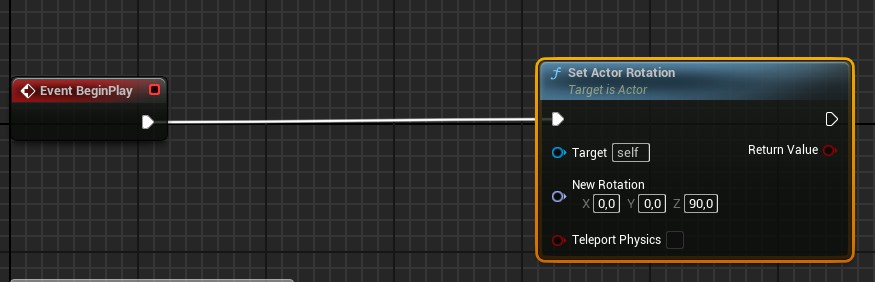 Event BeginPlay
f Set Actor Rotation
Target is Actor
Target self
Return Value
New Rotation
X 0,0 Y 0,0 Z 90,0
Teleport Physics